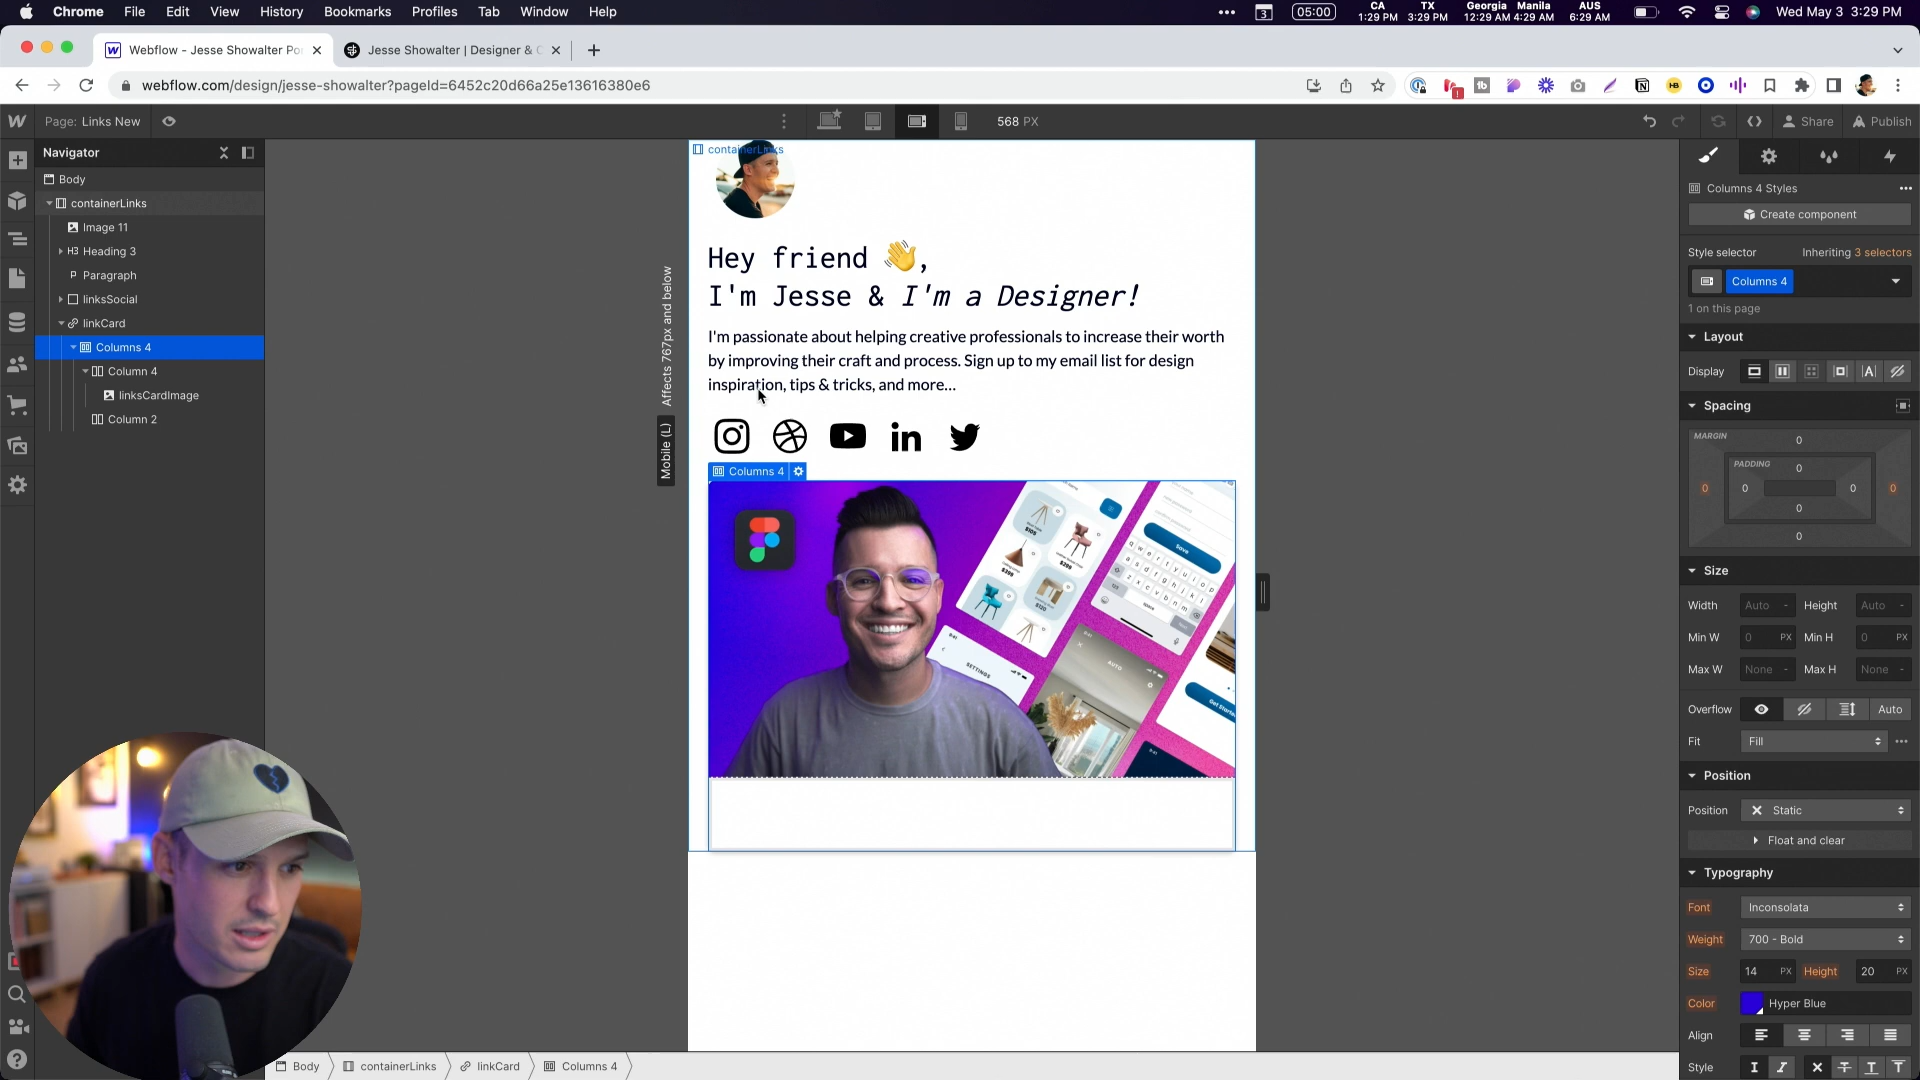 Chrome File Edit View History Bookmarks Profiles Tab Window Help
3 05:00 CA 1:29 PM TX 3:29 PM Georgia 12:29 AM Manila 4:29 AM AUS 6:29 AM Wed May 3 3:29 PM
Webflow - Jesse Showalter Po
Jesse Showalter | Designer & C
webflow.com/design/jesse-showalter?pageId=6452c20d66a25e13616380e6
Page: Links New
568 PX
Share
Publish
Navigator
Body
containerLinks
Image 11
H3 Heading 3
P Paragraph
linksSocial
linkCard
Columns 4
Column 4
linksCardImage
Column 2
Affects 767px and below
Mobile (L)
containerLinks
Hey friend 👋,
I'm Jesse & I'm a Designer!
I'm passionate about helping creative professionals to increase their worth
by improving their craft and process. Sign up to my email list for design
inspiration, tips & tricks, and more...
Columns 4
$105
$299
$399
$120
Save
SETTINGS
AUTO
Body
containerLinks
linkCard
Columns 4
Columns 4 Styles
Create component
Style selector
Inheriting 3 selectors
Columns 4
1 on this page
Layout
Display
Spacing
MARGIN
0
PADDING
0
0 0 0 0
0
0
Size
Width Auto - Height Auto -
Min W 0 PX Min H 0 PX
Max W None - Max H None -
Overflow Auto
Fit Fill
Position
Position Static
Float and clear
Typography
Font Inconsolata
Weight 700 - Bold
Size 14 PX Height 20 PX
Color Hyper Blue
Align
Style